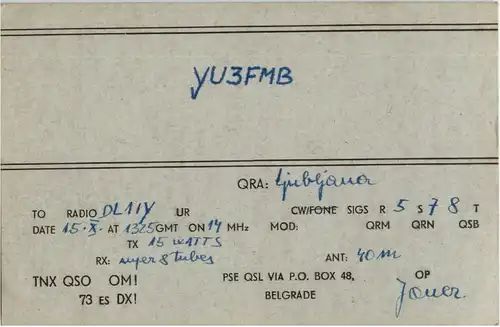 YU3FMB
QRA: Ljubljana
TO RADIO DL1IY UR CW/FONE SIGS R 5 S 7 8 T
DATE 15.X. AT 1325 GMT ON 14 MHz MOD: QRM QRN QSB
TX 15 WATTS
RX: super 8 tubes ANT: 40m
TNX QSO OM! PSE QSL VIA P.O. BOX 48, OP
73 ES DX! BELGRADE